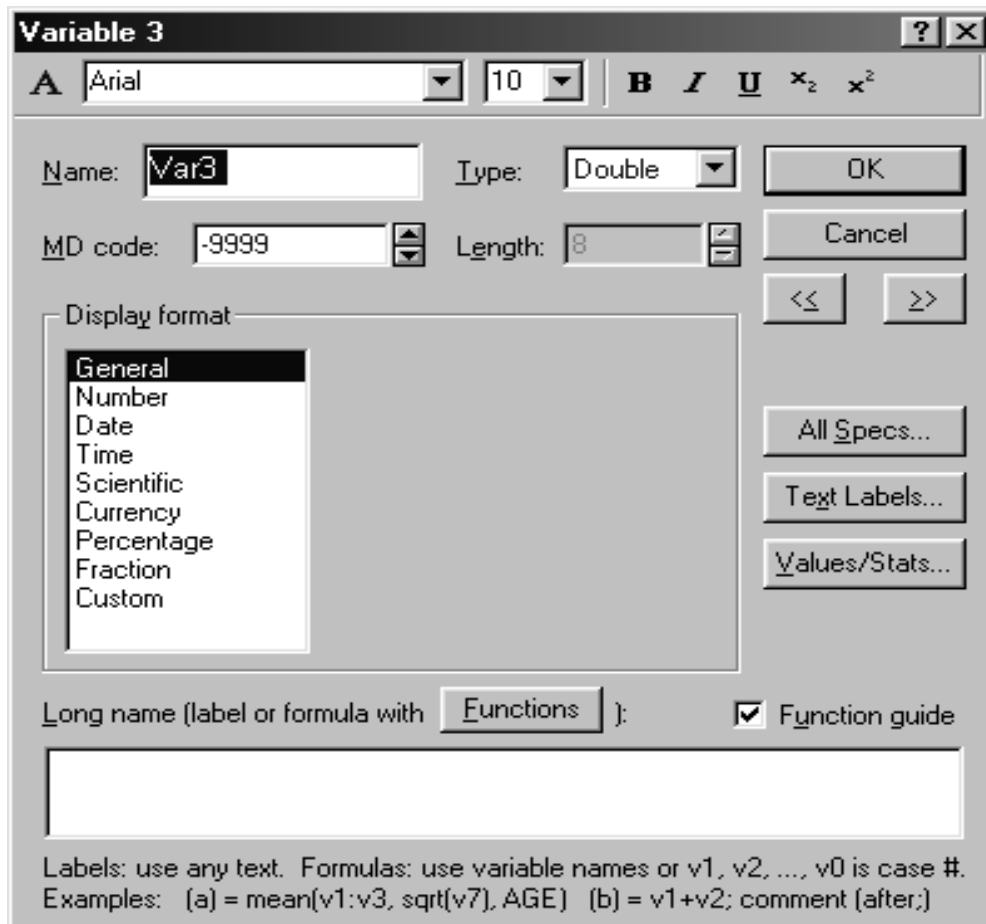 Variable 3 ? X
A Arial 10 B I U x₂ x²
Name: Var3 Type: Double OK
MD code: -9999 Length: 8 Cancel
<< >>
Display format
General
Number
Date
Time
Scientific
Currency
Percentage
Fraction
Custom
All Specs...
Text Labels...
Values/Stats...
Long name (label or formula with Functions ): Function guide
Labels: use any text. Formulas: use variable names or v1, v2, ..., v0 is case #.
Examples: (a) = mean(v1:v3, sqrt(v7), AGE) (b) = v1+v2; comment (after;)